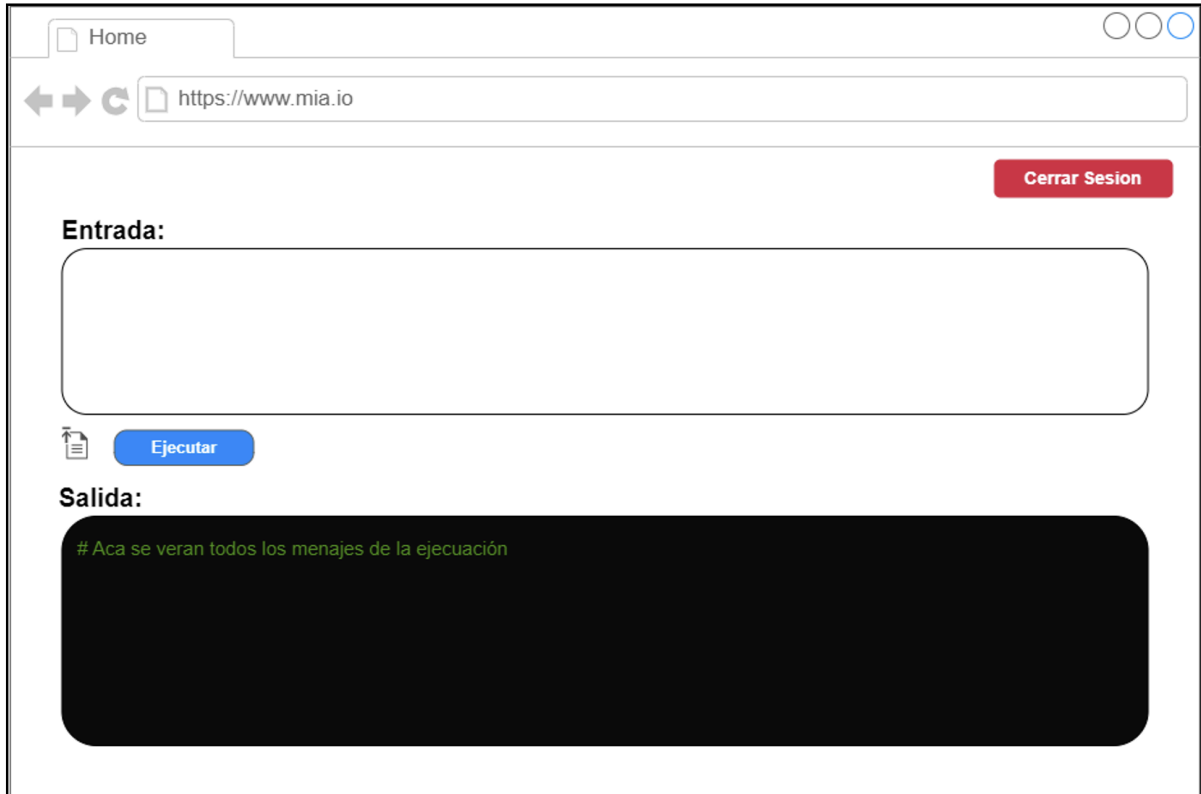 Home
https://www.mia.io
Cerrar Sesion
Entrada:
Ejecutar
Salida:
# Aca se veran todos los menajes de la ejecuación